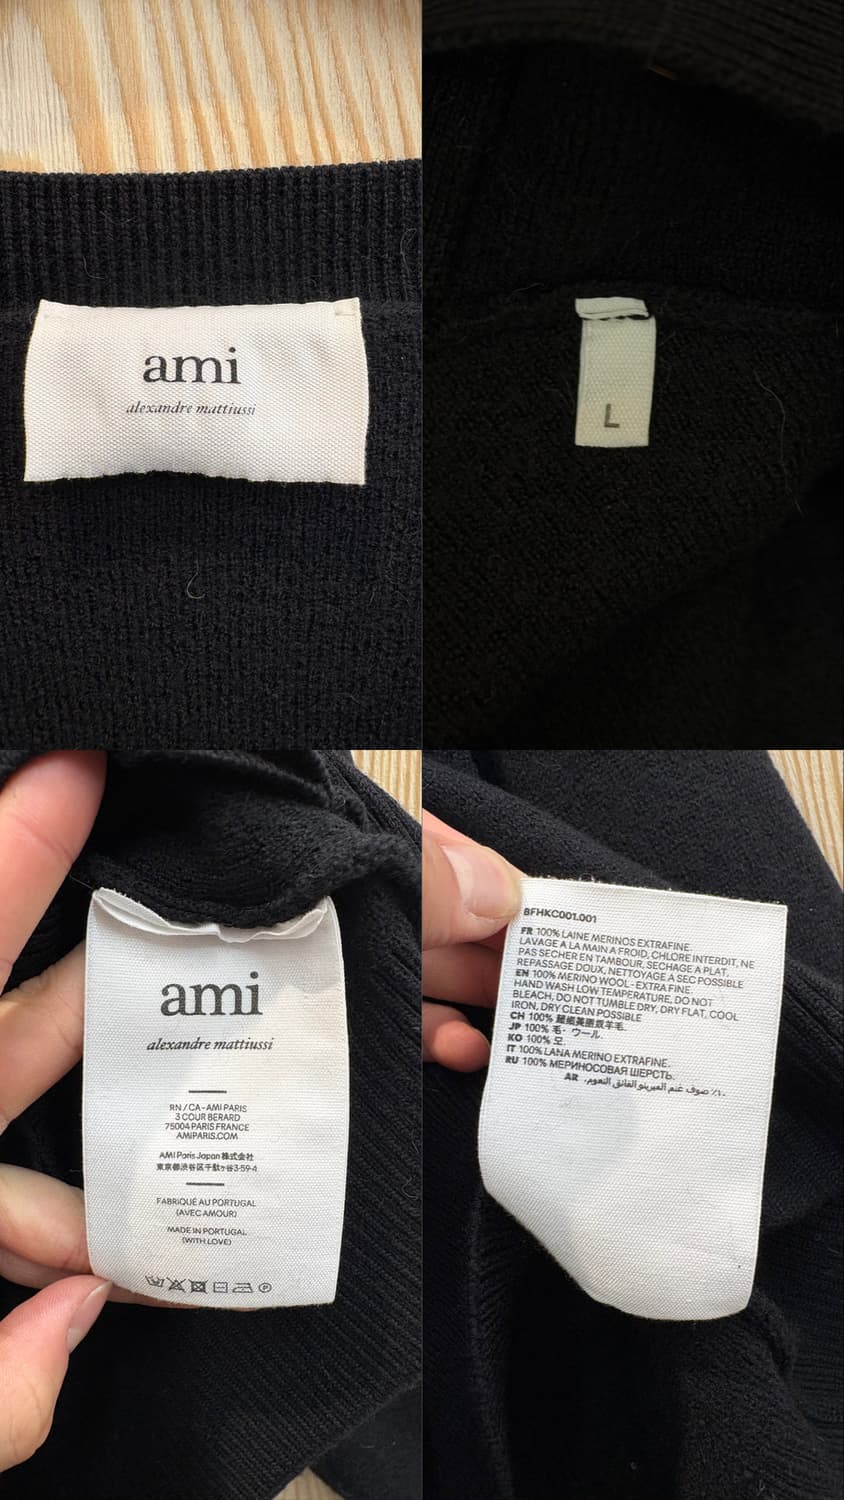 ami
alexandre mattiussi
L
ami
alexandre mattiussi
RN / CA - AMI PARIS
3 COUR BERARD
75004 PARIS FRANCE
AMIPARIS.COM
AMI Paris Japan 株式会社
東京都渋谷区千駄ヶ谷3-59-4
FABRIQUÉ AU PORTUGAL
(AVEC AMOUR)
MADE IN PORTUGAL
(WITH LOVE)
P
BFHKC001.001
FR 100% LAINE MERINOS EXTRAFINE.
LAVAGE A LA MAIN A FROID, CHLORE INTERDIT, NE
PAS SECHER EN TAMBOUR, SECHAGE A PLAT,
REPASSAGE DOUX, NETTOYAGE A SEC POSSIBLE
EN 100% MERINO WOOL - EXTRA FINE
HAND WASH LOW TEMPERATURE, DO NOT
BLEACH, DO NOT TUMBLE DRY, DRY FLAT, COOL
IRON, DRY CLEAN POSSIBLE
CH 100% 超細美麗奴羊毛.
JP 100% 毛・ウール.
KO 100% 모.
IT 100% LANA MERINO EXTRAFINE.
RU 100% МЕРИНОСОВАЯ ШЕРСТЬ.
AR .١٠٠٪ صوف غنم الميرينو الفائق النعوم